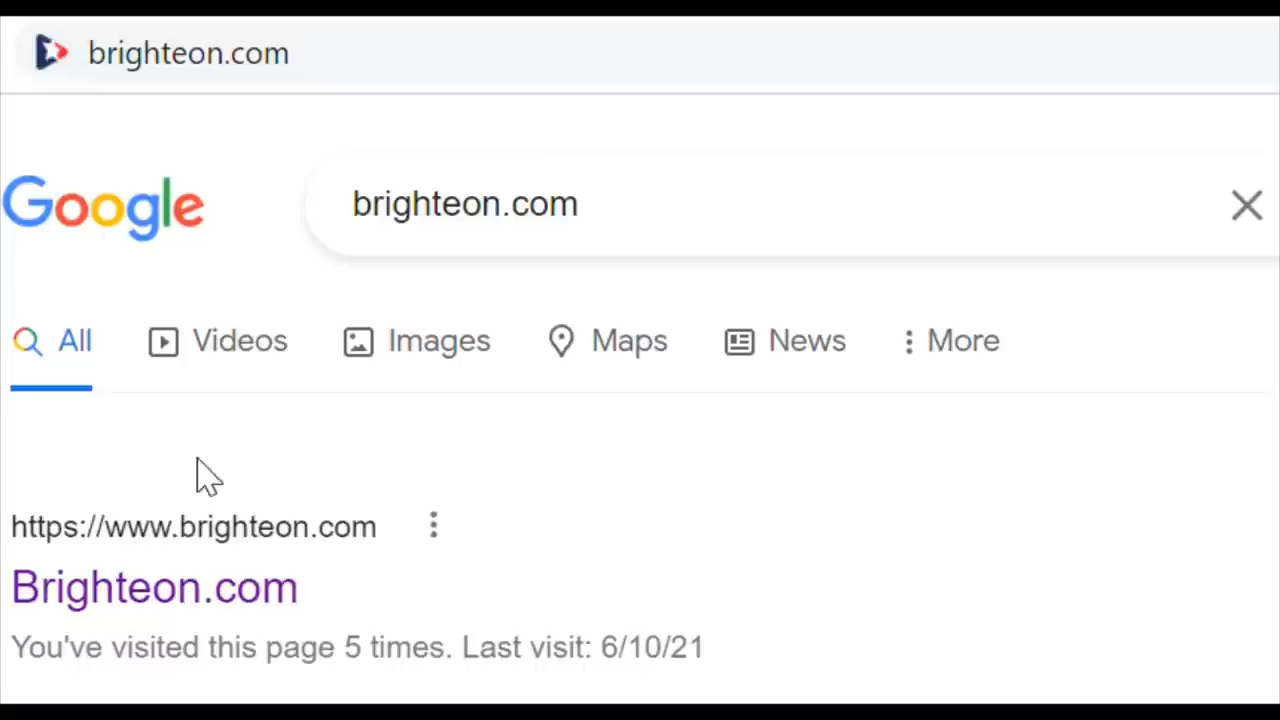 brighteon.com
Google brighteon.com
All Videos Images Maps News More
https://www.brighteon.com
Brighteon.com
You've visited this page 5 times. Last visit: 6/10/21